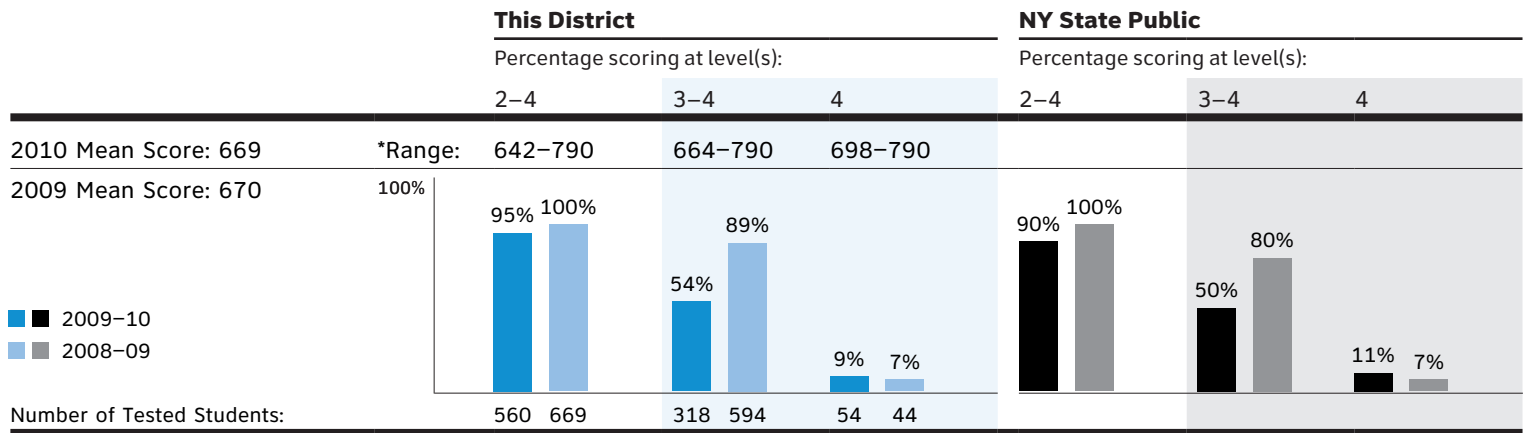 This District NY State Public
Percentage scoring at level(s): Percentage scoring at level(s):
2–4 3–4 4 2–4 3–4 4
2010 Mean Score: 669 *Range: 642–790 664–790 698–790
2009 Mean Score: 670 100%
95% 100% 89% 90% 100% 80%
54% 50%
9% 7% 11% 7%
2009–10
2008–09
Number of Tested Students: 560 669 318 594 54 44